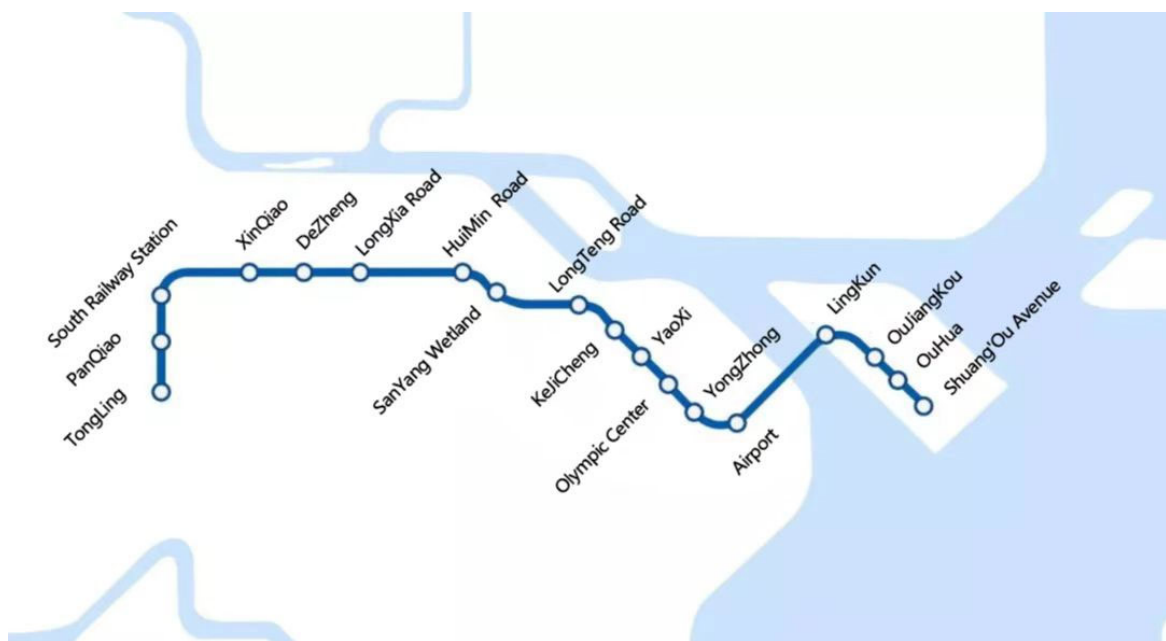 TongLing
PanQiao
South Railway Station
XinQiao
DeZheng
LongXia Road
HuiMin Road
SanYang Wetland
LongTeng Road
KeJiCheng
YaoXi
Olympic Center
YongZhong
Airport
LingKun
OuJiangKou
OuHua
Shuang'Ou Avenue